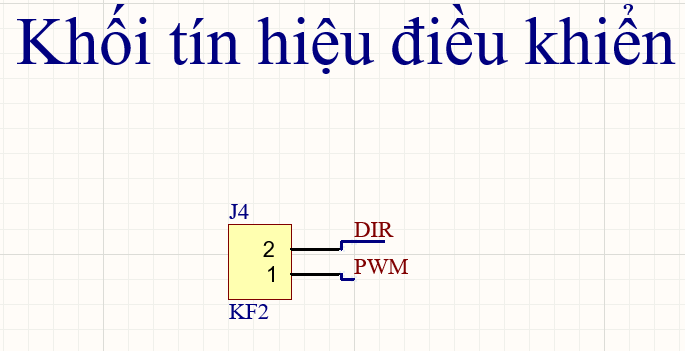 Khối tín hiệu điều khiển
J4
DIR
2
1
PWM
KF2